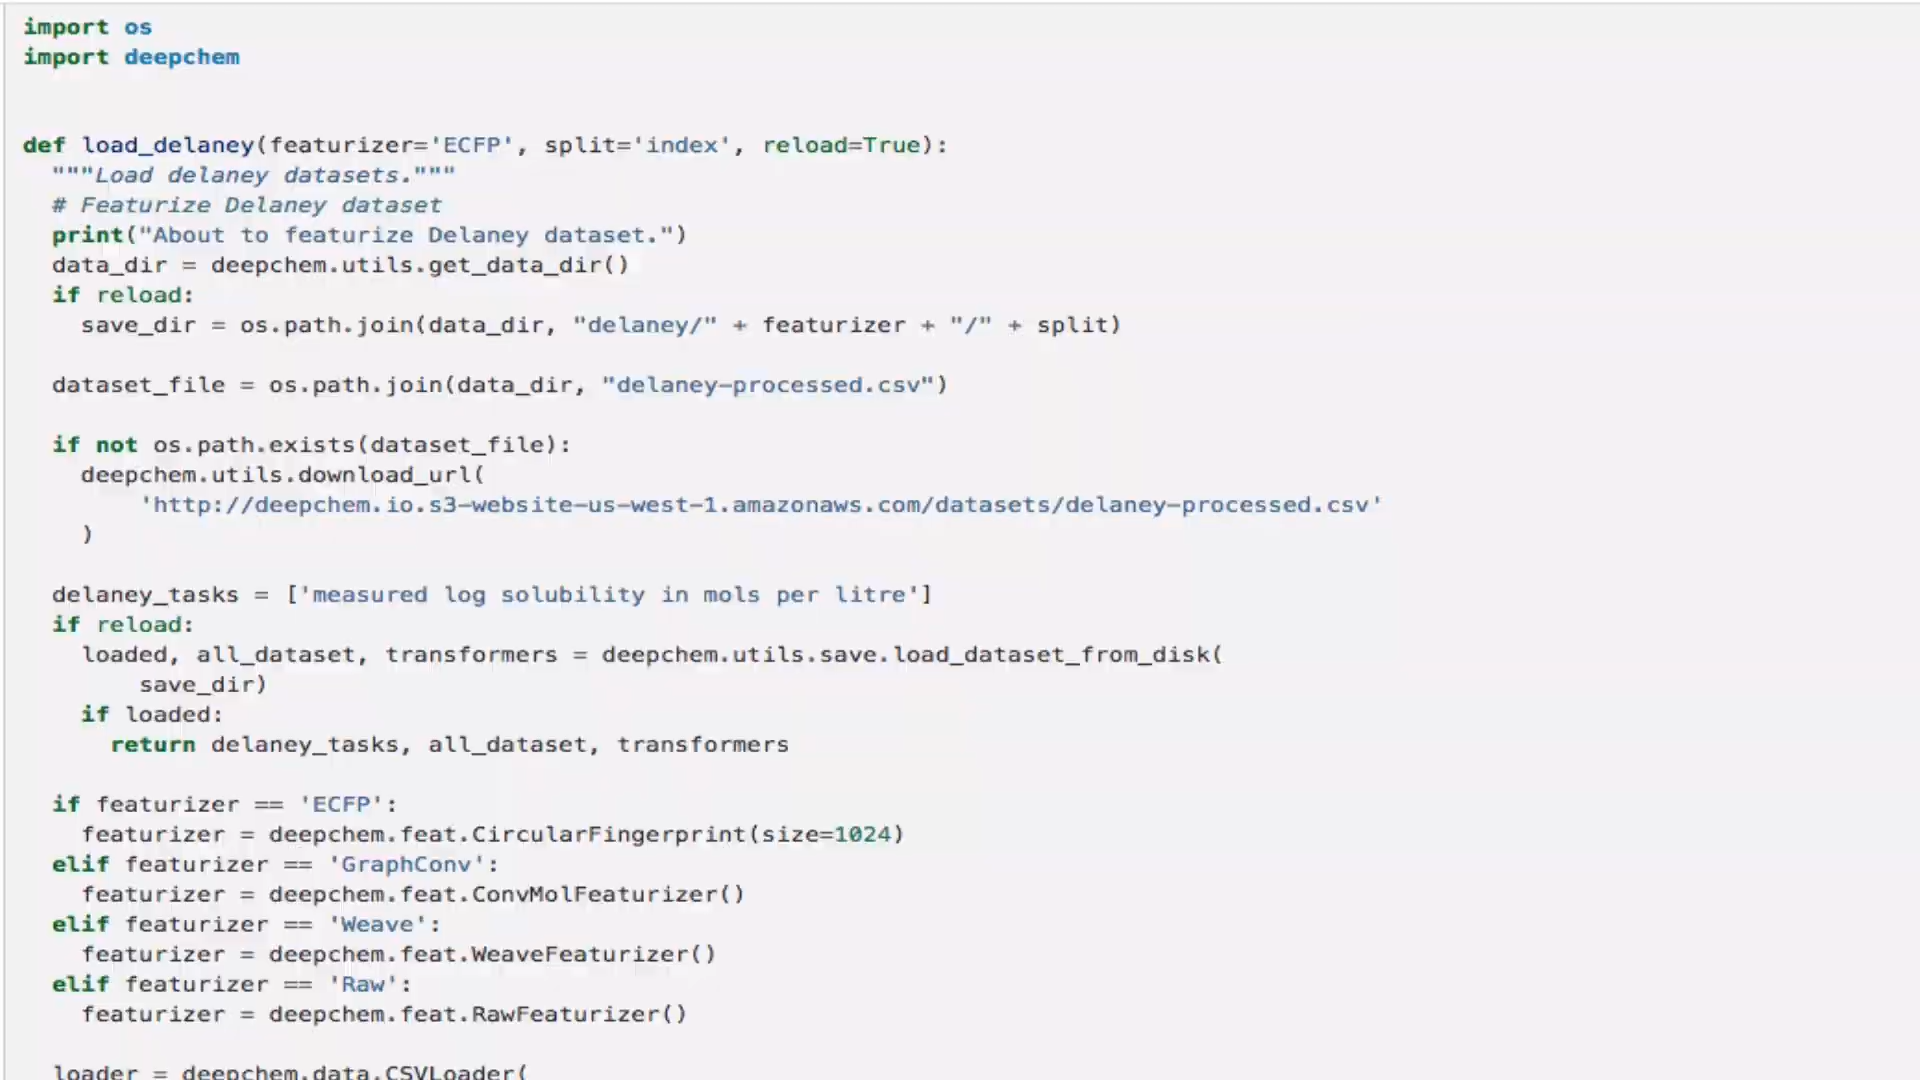 import os
import deepchem
def load_delaney(featurizer='ECFP', split='index', reload=True):
"""Load delaney datasets."""
# Featurize Delaney dataset
print("About to featurize Delaney dataset.")
data_dir = deepchem.utils.get_data_dir()
if reload:
save_dir = os.path.join(data_dir, "delaney/" + featurizer + "/" + split)
dataset_file = os.path.join(data_dir, "delaney-processed.csv")
if not os.path.exists(dataset_file):
deepchem.utils.download_url(
'http://deepchem.io.s3-website-us-west-1.amazonaws.com/datasets/delaney-processed.csv'
)
delaney_tasks = ['measured log solubility in mols per litre']
if reload:
loaded, all_dataset, transformers = deepchem.utils.save.load_dataset_from_disk(
save_dir)
if loaded:
return delaney_tasks, all_dataset, transformers
if featurizer == 'ECFP':
featurizer = deepchem.feat.CircularFingerprint(size=1024)
elif featurizer == 'GraphConv':
featurizer = deepchem.feat.ConvMolFeaturizer()
elif featurizer == 'Weave':
featurizer = deepchem.feat.WeaveFeaturizer()
elif featurizer == 'Raw':
featurizer = deepchem.feat.RawFeaturizer()
loader = deepchem.data.CSVLoader(